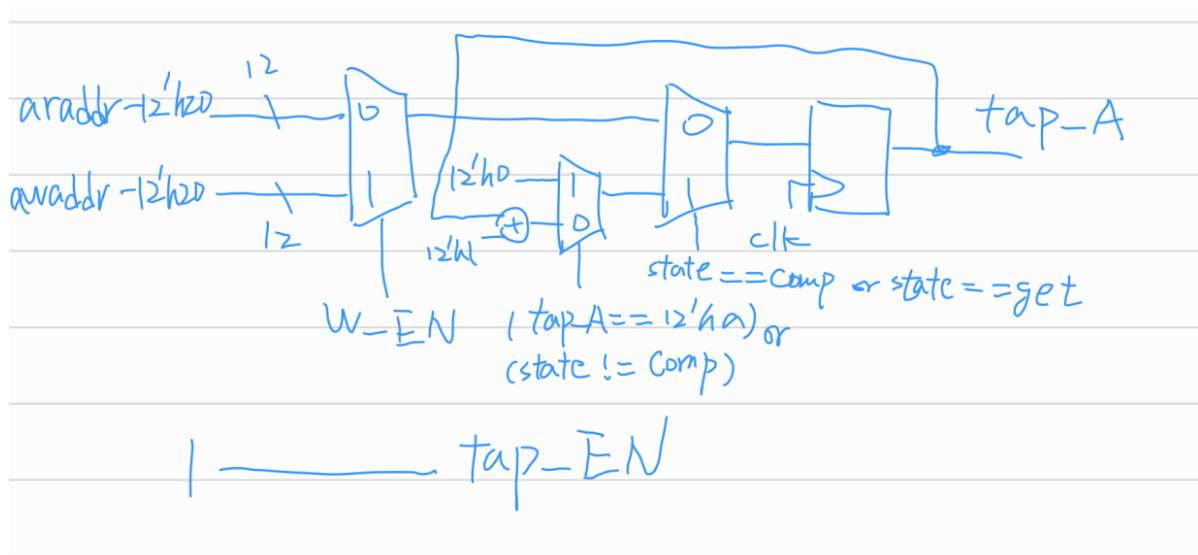 12
araddr-12'h20
0
0
tap_A
awaddr-12'h20
1
12'h0
1
1
12
12'h1
+
0
clk
state==Comp or state==get
W_EN
(tap_A==12'ha) or
(state != Comp)
1
tap_EN